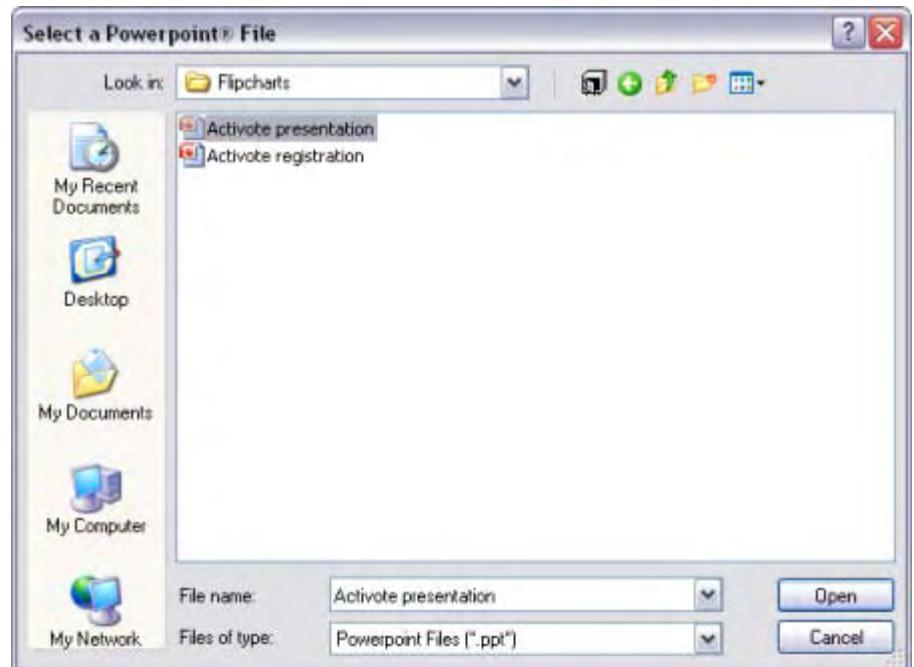 Select a Powerpoint® File
Look in: Flipcharts
Activote presentation
Activote registration
My Recent
Documents
Desktop
My Documents
My Computer
My Network
File name: Activote presentation
Open
Files of type: Powerpoint Files (*.ppt*)
Cancel